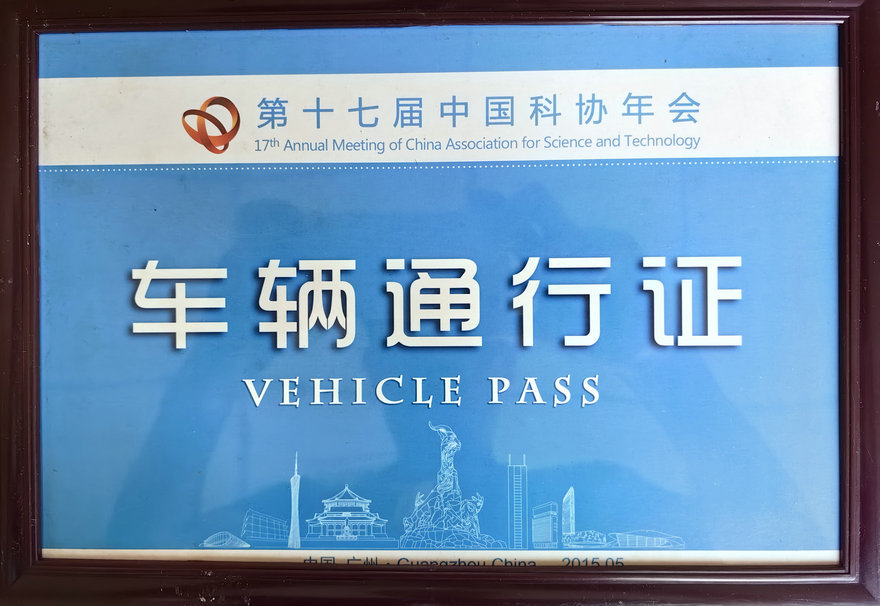 第十七届中国科协年会
17th Annual Meeting of China Association for Science and Technology
车辆通行证
VEHICLE PASS
中国·广州·Guangzhou China 2015.05